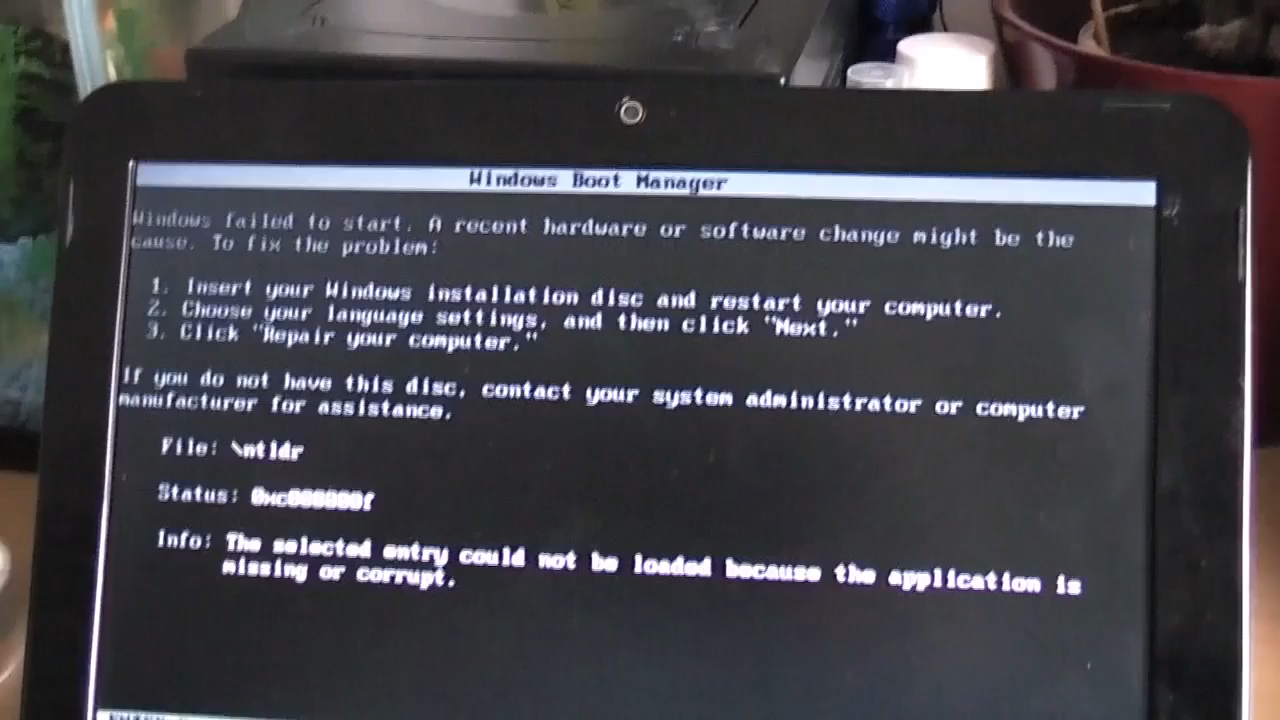 Windows Boot Manager
Windows failed to start. A recent hardware or software change might be the
cause. To fix the problem:
1. Insert your Windows installation disc and restart your computer.
2. Choose your language settings, and then click "Next."
3. Click "Repair your computer."
If you do not have this disc, contact your system administrator or computer
manufacturer for assistance.
File: \ntldr
Status: 0xc000000f
Info: The selected entry could not be loaded because the application is
missing or corrupt.